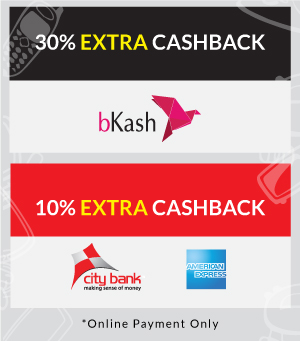 30% EXTRA CASHBACK
bKash
10% EXTRA CASHBACK
city bank
making sense of money
AMERICAN
EXPRESS
*Online Payment Only